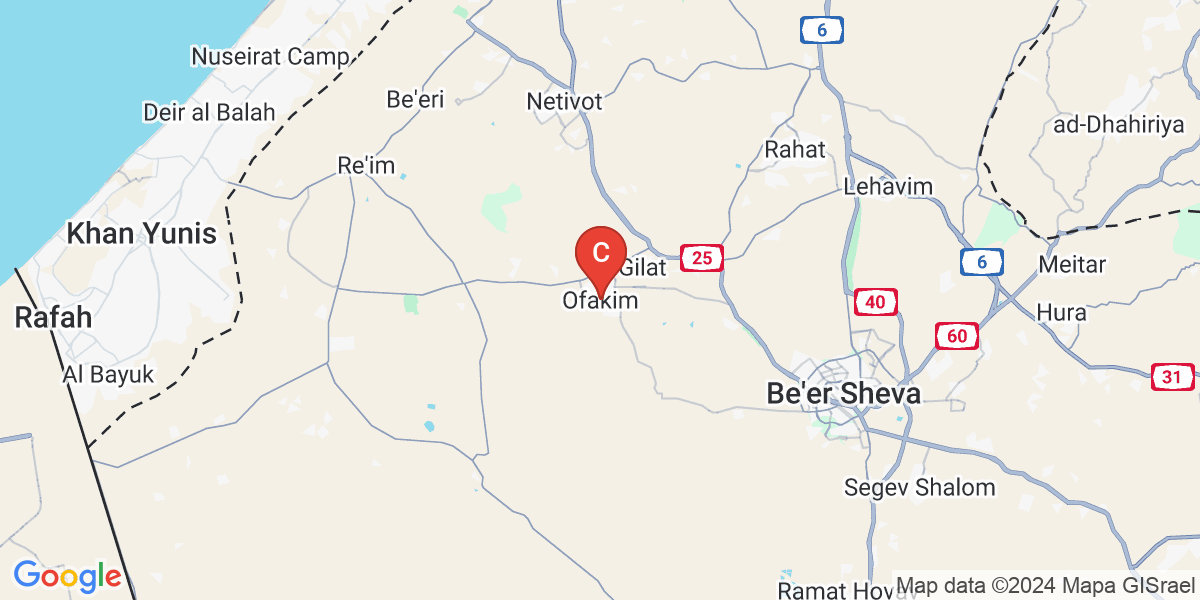 6
Nuseirat Camp
Be'eri
Netivot
Deir al Balah
ad-Dhahiriya
Rahat
Re'im
Lehavim
Khan Yunis
C
25
6
Gilat
Meitar
Ofakim
40
Rafah
Hura
60
Al Bayuk
31
Be'er Sheva
Segev Shalom
Google
Ramat Hovav
Map data ©2024 Mapa GISrael